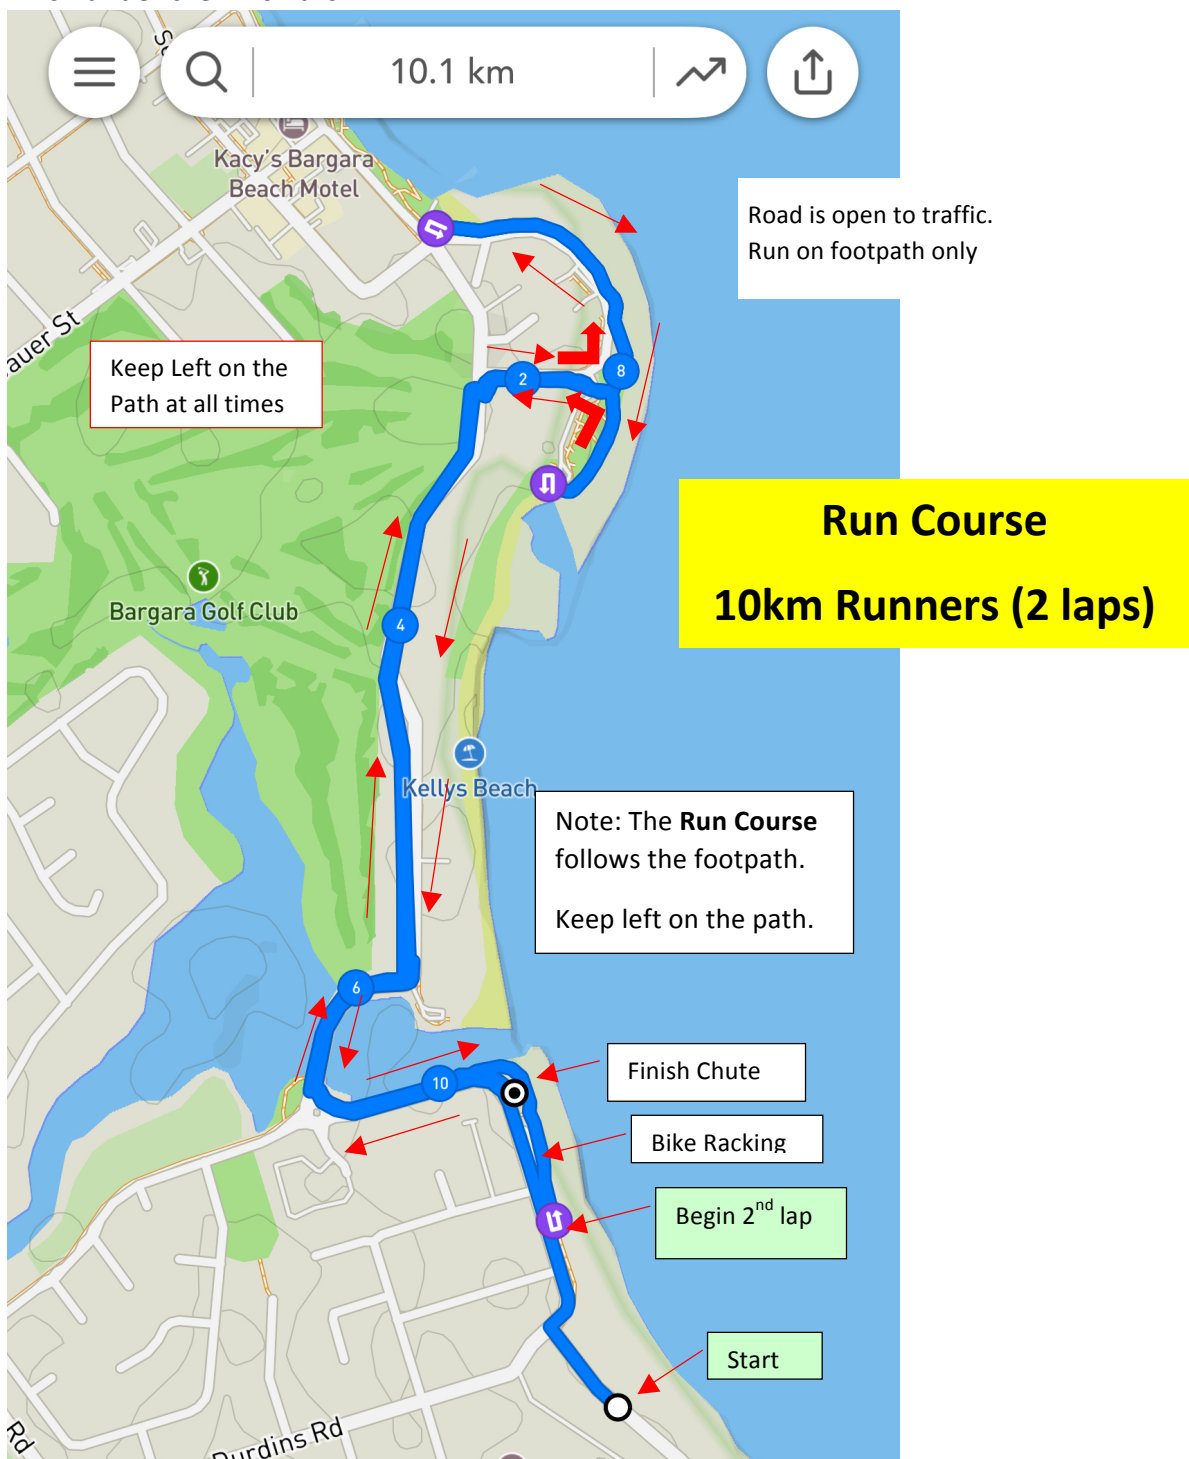 10.1 km
Kacy's Bargara
Beach Motel
Road is open to traffic.
Run on footpath only
auer St
Keep Left on the
Path at all times
2
8
Run Course
10km Runners (2 laps)
Bargara Golf Club
4
Kellys Beach
Note: The Run Course
follows the footpath.
Keep left on the path.
6
10
Finish Chute
Bike Racking
Begin 2nd lap
Start
Durdins Rd
Rd